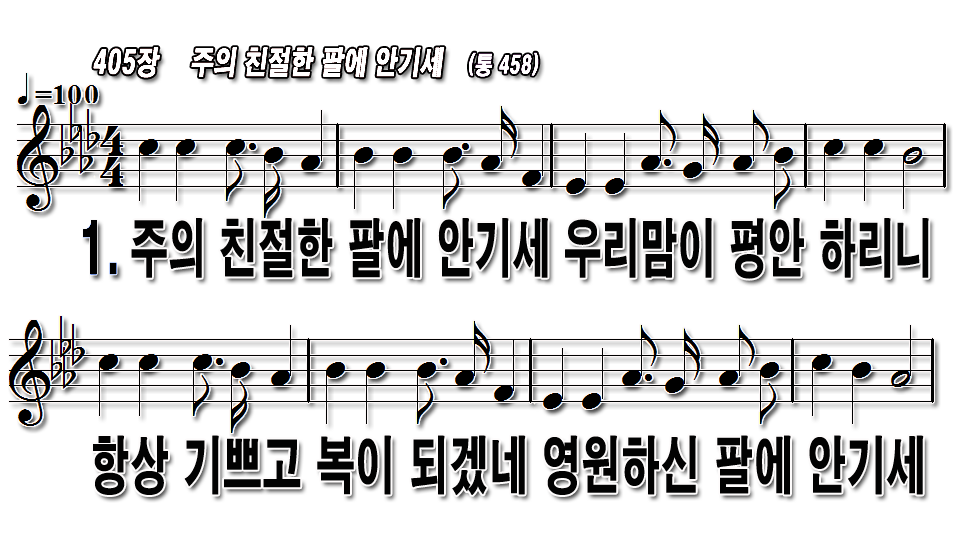 405장 주의 친절한 팔에 안기세 (통 458)
♩=100
4
4
1. 주의 친절한 팔에 안기세 우리맘이 평안 하리니
항상 기쁘고 복이 되겠네 영원하신 팔에 안기세